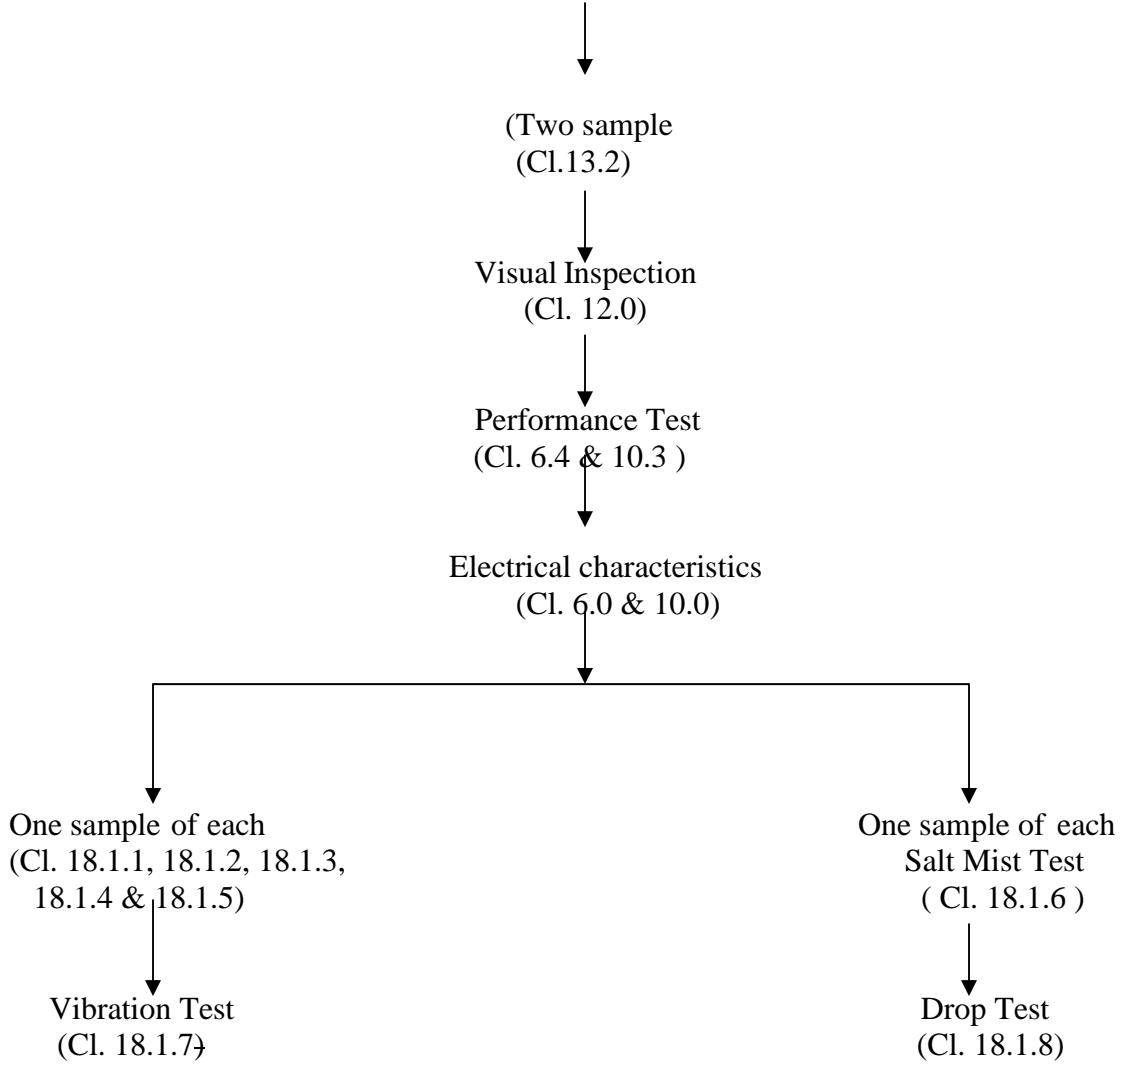 (Two sample
(Cl.13.2)
Visual Inspection
(Cl. 12.0)
Performance Test
(Cl. 6.4 & 10.3 )
Electrical characteristics
(Cl. 6.0 & 10.0)
One sample of each
(Cl. 18.1.1, 18.1.2, 18.1.3,
18.1.4 & 18.1.5)
Vibration Test
(Cl. 18.1.7)
One sample of each
Salt Mist Test
( Cl. 18.1.6 )
Drop Test
(Cl. 18.1.8)